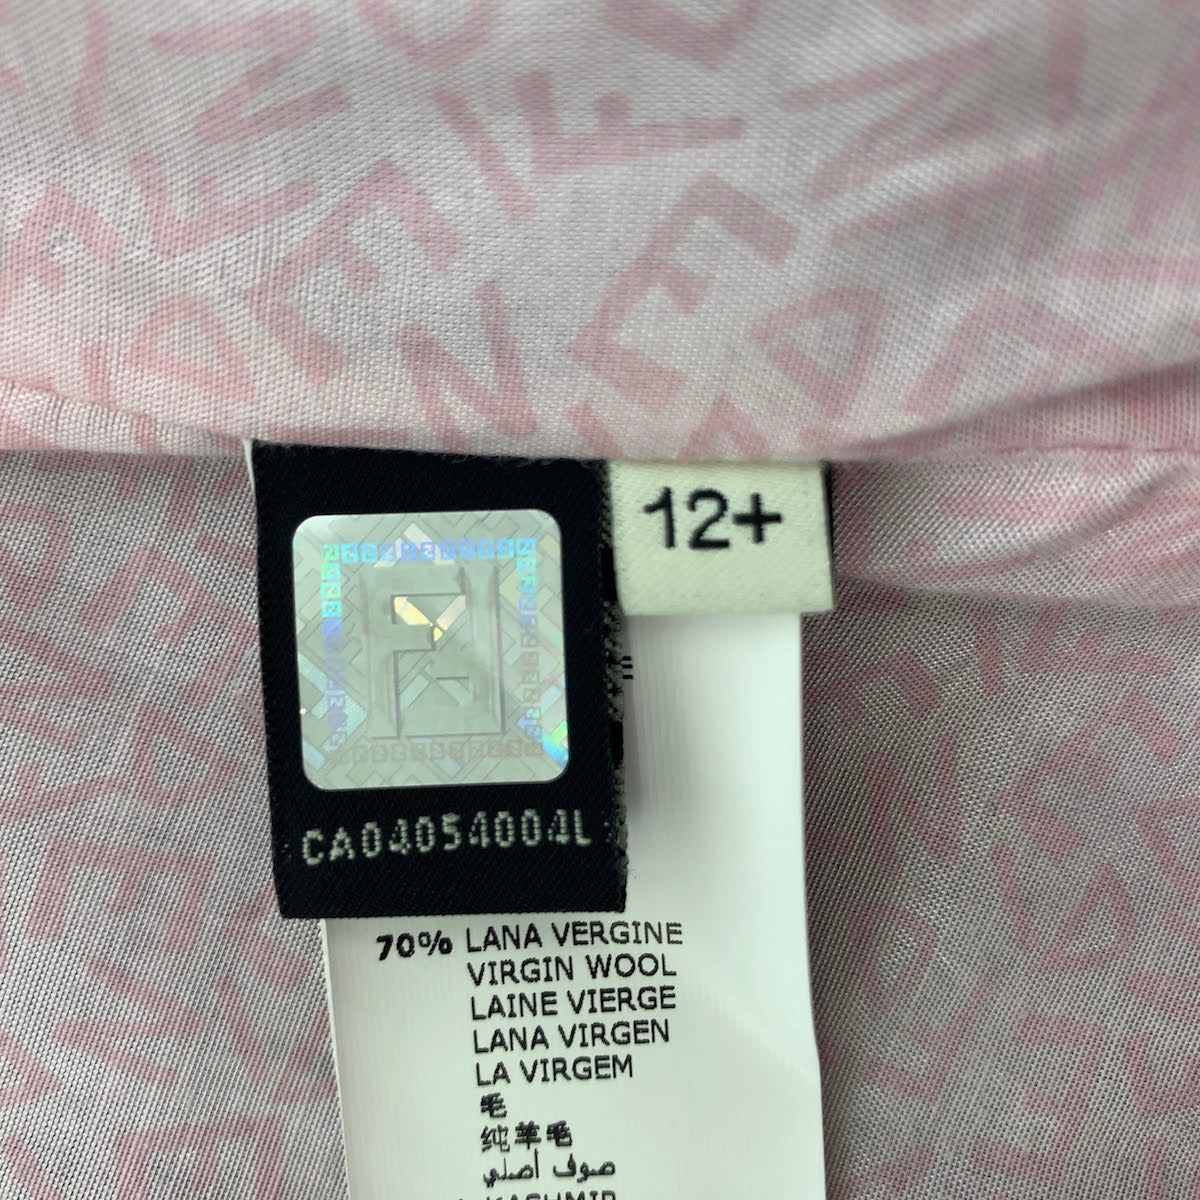 12+
CA04054004L
70% LANA VERGINE
VIRGIN WOOL
LAINE VIERGE
LANA VIRGEN
LA VIRGEM
毛
纯羊毛
صوف أصلي
KASHMIR